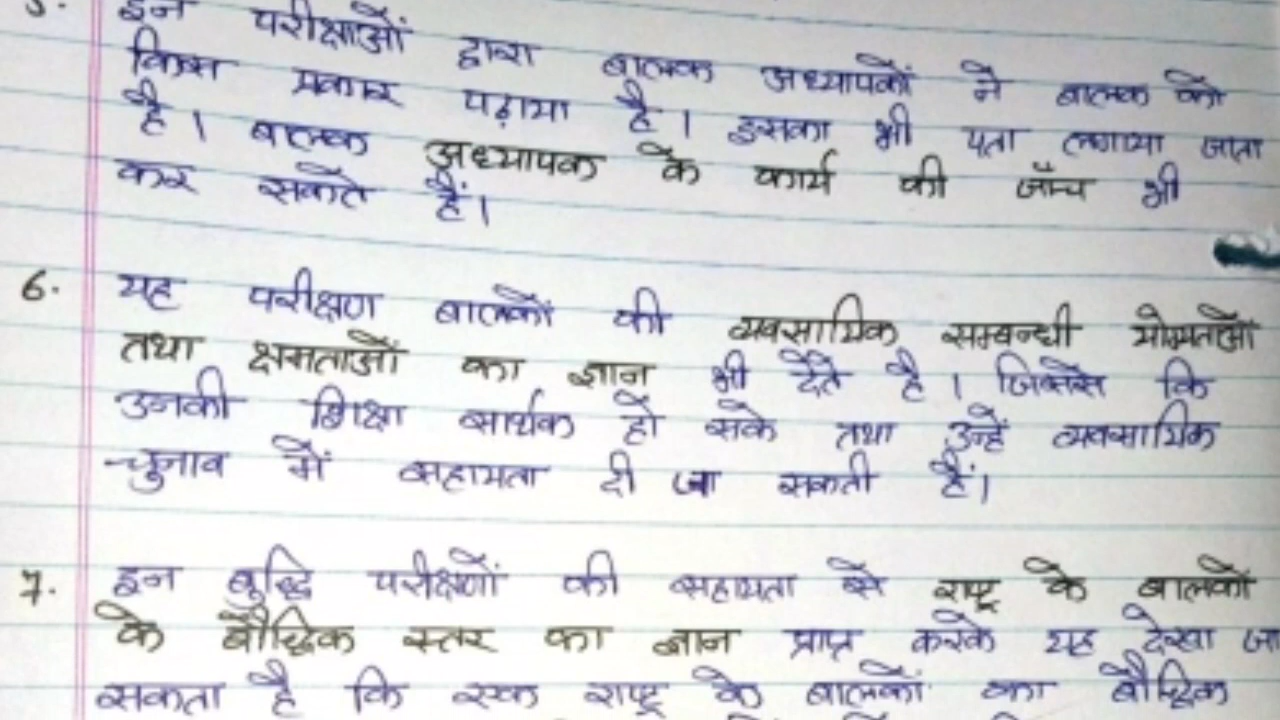 5. इन परीक्षाओं द्वारा बालक अध्यापकों ने बालक को
किस प्रकार पढ़ाया है। इसका भी पता लगाया जाता
है। बालक अध्यापक के कार्य की जाँच भी
कर सकते हैं।
6. यह परीक्षण बालकों की व्यवसायिक सम्बन्धी योग्यताओं
तथा क्षमताओं का ज्ञान भी देते है। जिससे कि
उनकी शिक्षा सार्थक हो सके तथा उन्हें व्यवसायिक
चुनाव में सहायता दी जा सकती हैं।
7. इन बुद्धि परीक्षणों की सहायता से राष्ट्र के बालकों
के बौद्धिक स्तर का ज्ञान प्राप्त करके यह देखा जा
सकता है कि एक राष्ट्र के बालकों का बौद्धिक